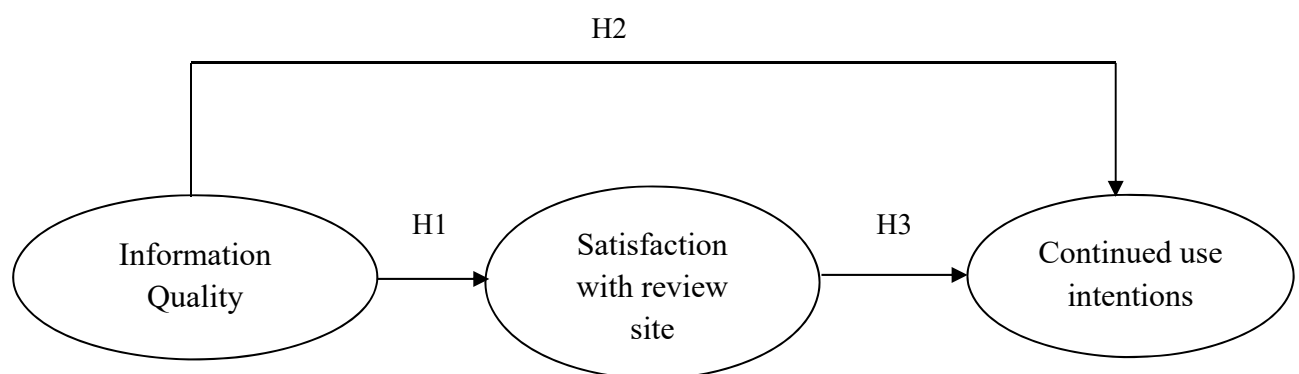 H2
H1
H3
Information
Quality
Satisfaction
with review
site
Continued use
intentions